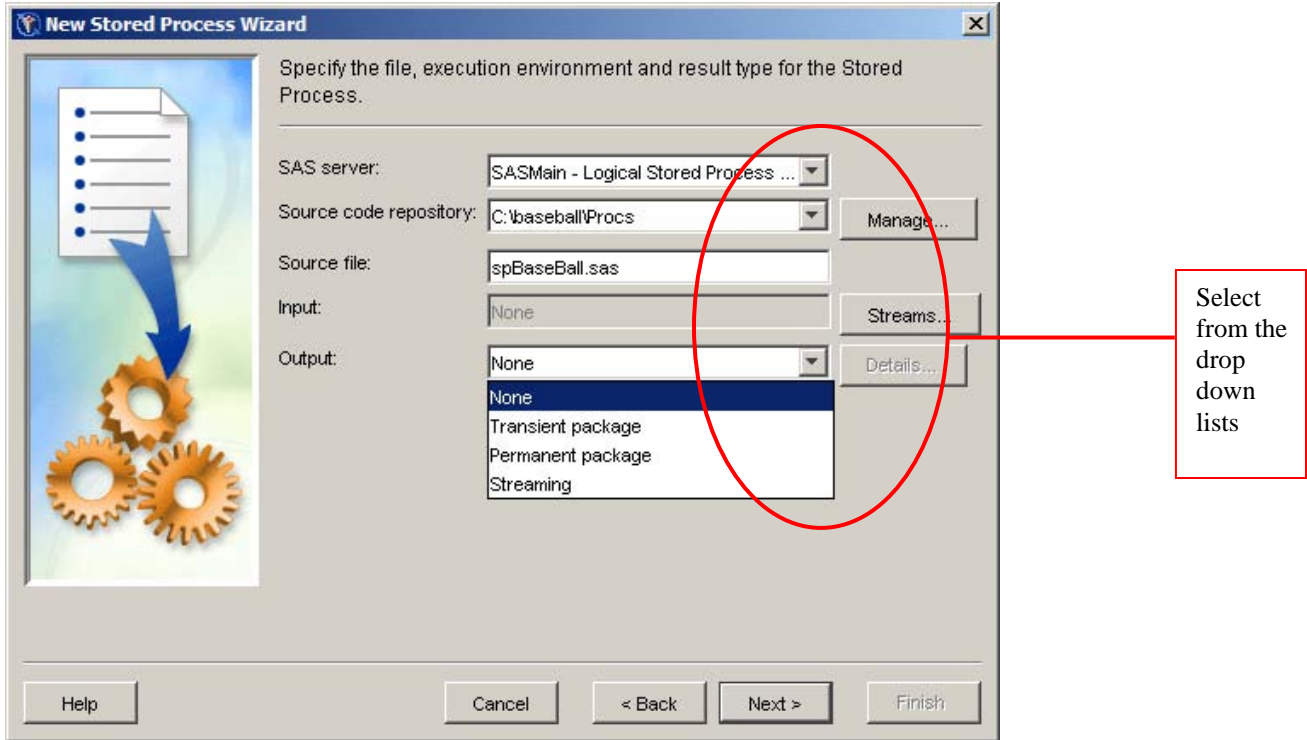 New Stored Process Wizard
Specify the file, execution environment and result type for the Stored
Process.
SAS server:
SASMain - Logical Stored Process ...
Source code repository:
C:\baseball\Procs
Manage...
Source file:
spBaseBall.sas
Input:
None
Streams...
Output:
None
Details...
None
Transient package
Permanent package
Streaming
Select
from the
drop
down
lists
Help
Cancel
< Back
Next >
Finish